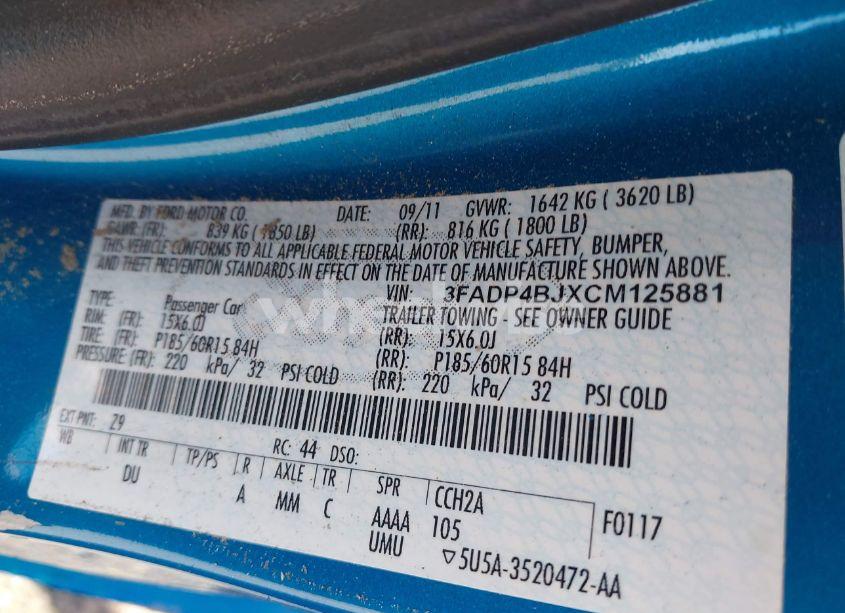 MFD. BY FORD MOTOR CO. DATE: 09/11 GVWR: 1642 KG ( 3620 LB)
GAWR: (FR): 839 KG ( 1850 LB) (RR): 816 KG ( 1800 LB)
THIS VEHICLE CONFORMS TO ALL APPLICABLE FEDERAL MOTOR VEHICLE SAFETY, BUMPER,
AND THEFT PREVENTION STANDARDS IN EFFECT ON THE DATE OF MANUFACTURE SHOWN ABOVE.
VIN: 3FADP4BJXCM125881
TYPE: Passenger Car TRAILER TOWING - SEE OWNER GUIDE
RIM: (FR): 15X6.0J (RR): 15X6.0J
TIRE: (FR): P185/60R15 84H (RR): P185/60R15 84H
PRESSURE (FR): 220 kPa/ 32 PSI COLD (RR): 220 kPa/ 32 PSI COLD
EXT PNT: Z9 RC: 44 DSO:
WB INT TR TP/PS R AXLE TR SPR CCH2A
DU A MM C AAAA 105 F0117
UMU ▽5U5A-3520472-AA